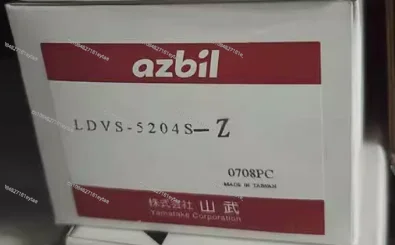 azbil
LDVS-5204S-Z
0708PC
MADE IN TAIWAN
株式会社 山武
Yamatake Corporation